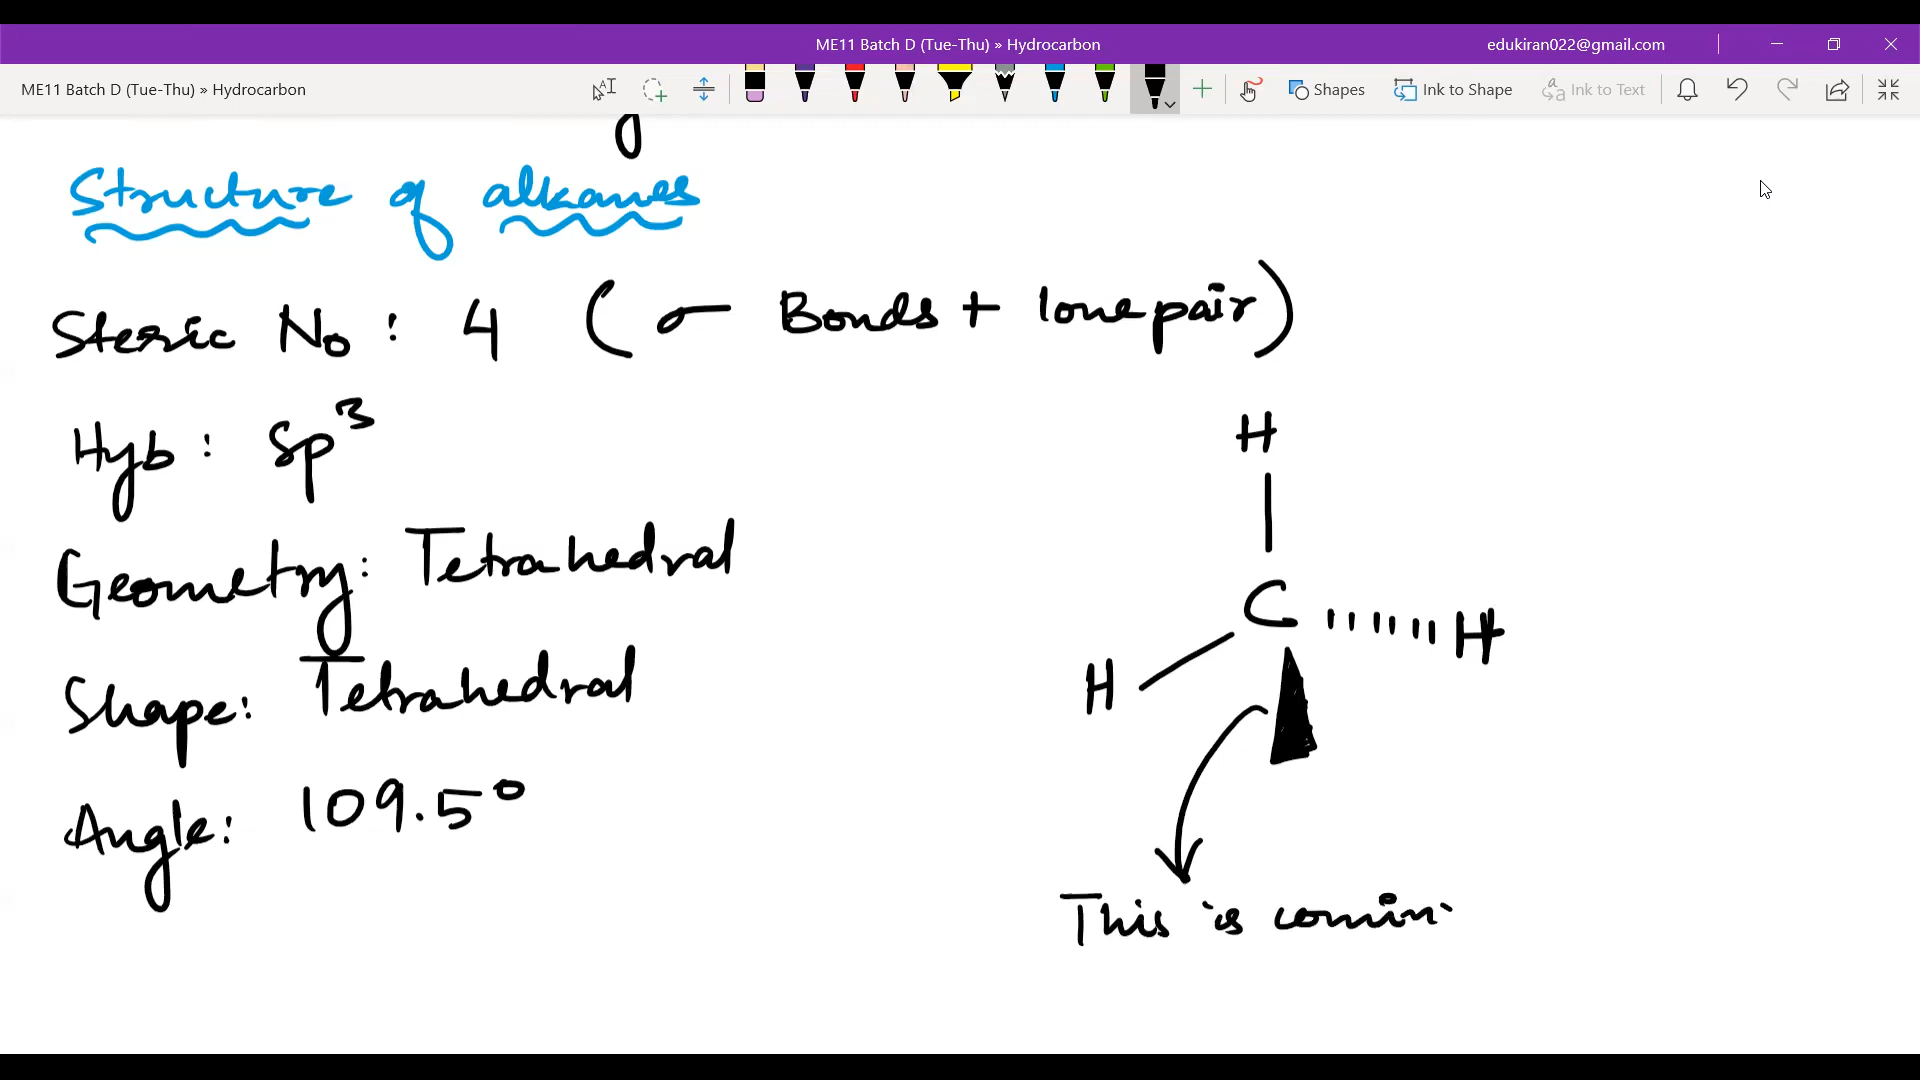 ME11 Batch D (Tue-Thu) » Hydrocarbon
edukiran022@gmail.com
ME11 Batch D (Tue-Thu) » Hydrocarbon
Shapes
Ink to Shape
Ink to Text
Structure of alkanes
Steric No : 4 ( σ Bonds + lone pair )
Hyb : sp³
Geometry: Tetrahedral
Shape: Tetrahedral
Angle: 109.5°
H
C
H
H
This is comin